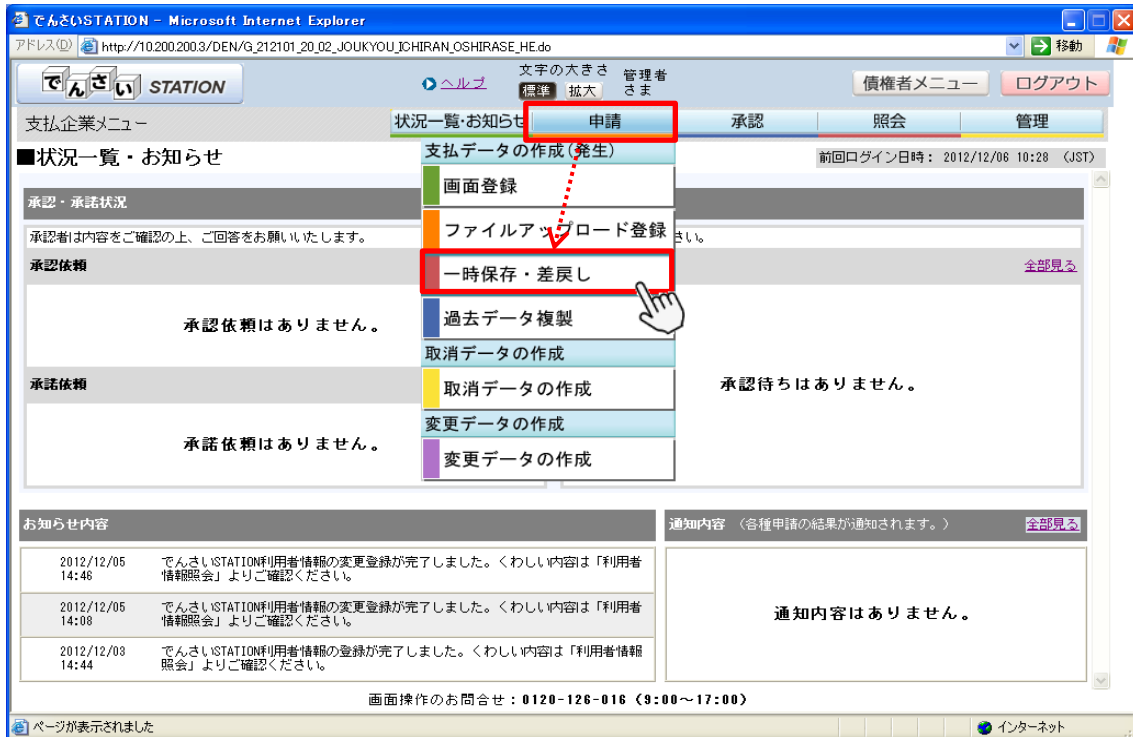 でんさいSTATION - Microsoft Internet Explorer
アドレス(D) http://10.200.200.3/DEN/G_212101_20_02_JOUKYOU_ICHIRAN_OSHIRASE_HE.do 移動
でんさい STATION
ヘルプ
文字の大きさ
標準 拡大
管理者
さま
債権者メニュー ログアウト
支払企業メニュー
状況一覧・お知らせ 申請 承認 照会 管理
■状況一覧・お知らせ
前回ログイン日時: 2012/12/06 10:28 (JST)
支払データの作成(発生)
画面登録
ファイルアップロード登録
一時保存・差戻し
過去データ複製
取消データの作成
取消データの作成
変更データの作成
変更データの作成
承認・承諾状況
承認者は内容をご確認の上、ご回答をお願いいたします。
さい。
承認依頼
全部見る
承認依頼はありません。
承諾依頼
承認待ちはありません。
承諾依頼はありません。
お知らせ内容
2012/12/05
14:46
でんさいSTATION利用者情報の変更登録が完了しました。くわしい内容は「利用者
情報照会」よりご確認ください。
2012/12/05
14:08
でんさいSTATION利用者情報の変更登録が完了しました。くわしい内容は「利用者
情報照会」よりご確認ください。
2012/12/03
14:44
でんさいSTATION利用者情報の登録が完了しました。くわしい内容は「利用者情報
照会」よりご確認ください。
通知内容 (各種申請の結果が通知されます。) 全部見る
通知内容はありません。
画面操作のお問合せ:0120-126-016 (9:00~17:00)
ページが表示されました インターネット